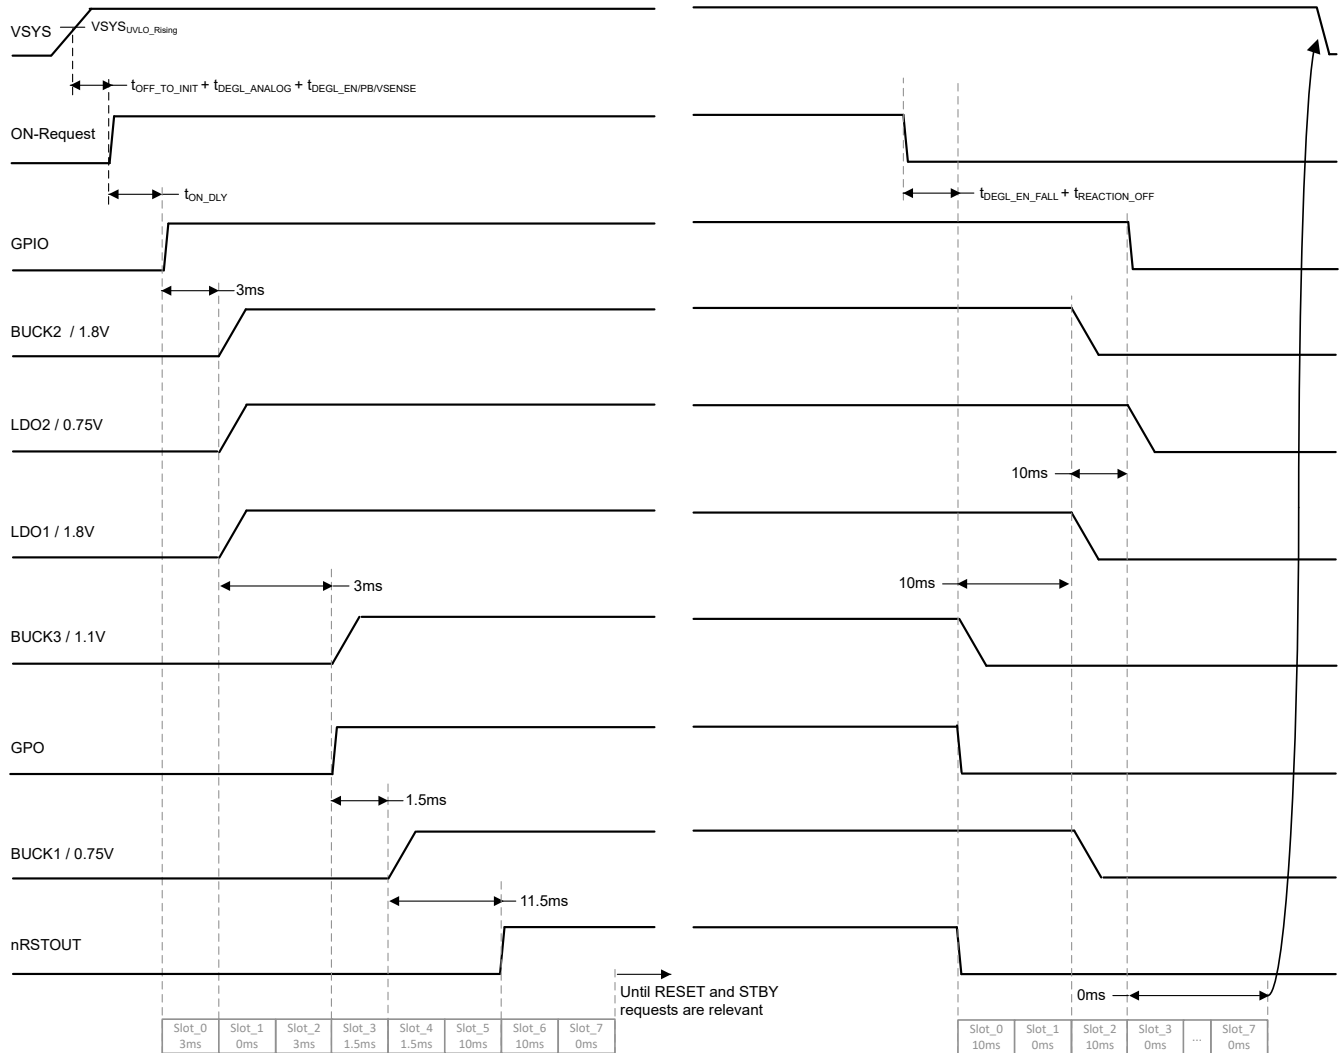 VSYS
VSYSUVLO_Rising
tOFF_TO_INIT + tDEGL_ANALOG + tDEGL_EN/PB/VSENSE
ON-Request
tON_DLY
tDEGL_EN_FALL + tREACTION_OFF
GPIO
3ms
BUCK2 / 1.8V
LDO2 / 0.75V
10ms
LDO1 / 1.8V
3ms
10ms
BUCK3 / 1.1V
GPO
1.5ms
BUCK1 / 0.75V
11.5ms
nRSTOUT
Until RESET and STBY
requests are relevant
0ms
Slot_0 Slot_1 Slot_2 Slot_3 Slot_4 Slot_5 Slot_6 Slot_7
3ms 0ms 3ms 1.5ms 1.5ms 10ms 10ms 0ms
Slot_0 Slot_1 Slot_2 Slot_3 ... Slot_7
10ms 0ms 10ms 0ms 0ms